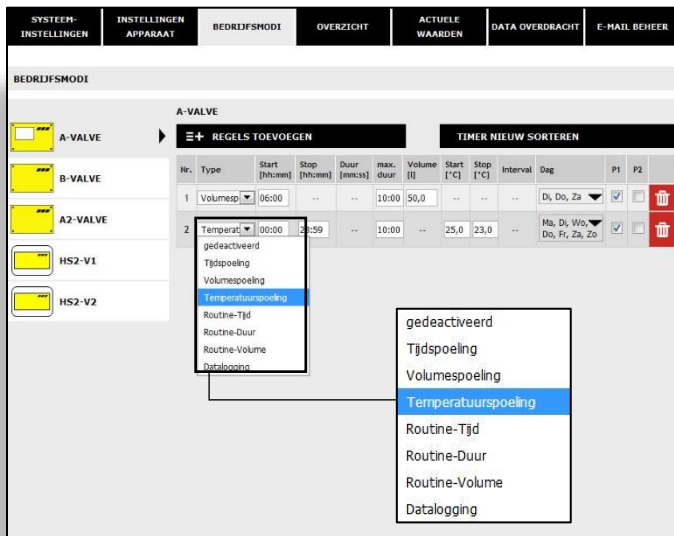 SYSTEEM-
INSTELLINGEN
INSTELLINGEN
APPARAAT
BEDRIJFSMODI
OVERZICHT
ACTUELE
WAARDEN
DATA OVERDRACHT
E-MAIL BEHEER
BEDRIJFSMODI
A-VALVE
B-VALVE
A2-VALVE
HS2-V1
HS2-V2
A-VALVE
REGELS TOEVOEGEN
TIMER NIEUW SORTEREN
Nr. Type Start [hh:mm] Stop [hh:mm] Duur [mm:ss] max. duur Volume [l] Start [°C] Stop [°C] Interval Dag P1 P2
1 Volumesp 06:00 -- -- 10:00 50,0 -- -- -- Di, Do, Za
2 Temperat 00:00 23:59 -- 10:00 -- 25,0 23,0 -- Ma, Di, Wo,
Do, Fr, Za, Zo
gedeactiveerd
Tijdspoeling
Volumespoeling
Temperatuurspoeling
Routine-Tijd
Routine-Duur
Routine-Volume
Datalogging
gedeactiveerd
Tijdspoeling
Volumespoeling
Temperatuurspoeling
Routine-Tijd
Routine-Duur
Routine-Volume
Datalogging